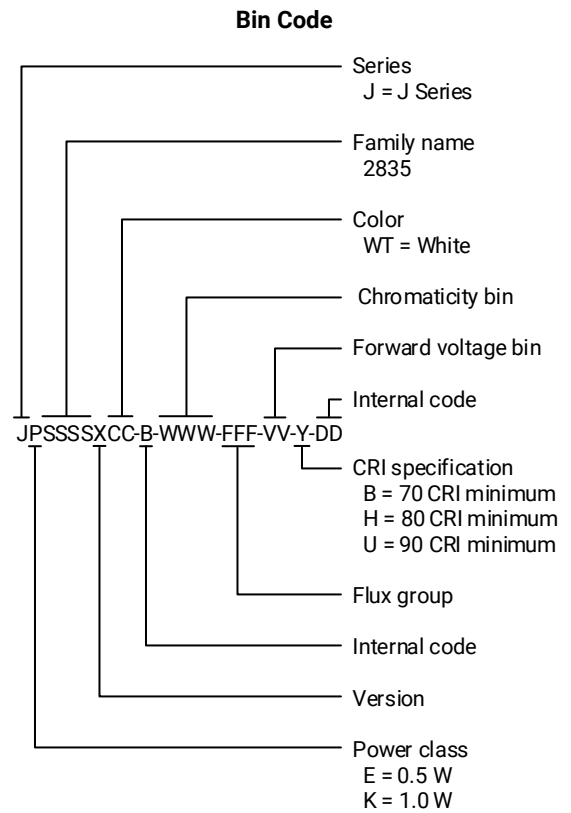 Bin Code
Series
J = J Series
Family name
2835
Color
WT = White
Chromaticity bin
Forward voltage bin
Internal code
JPSSSSXCC-B-WWW-FFF-VV-Y-DD
CRI specification
B = 70 CRI minimum
H = 80 CRI minimum
U = 90 CRI minimum
Flux group
Internal code
Version
Power class
E = 0.5 W
K = 1.0 W